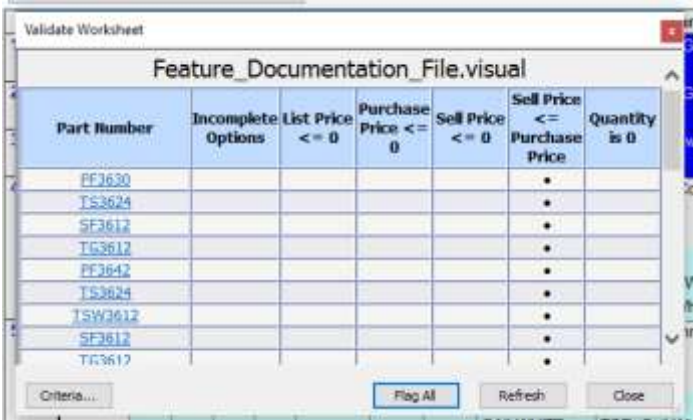 Validate Worksheet
Feature_Documentation_File.visual
Part Number
Incomplete Options
List Price <= 0
Purchase Price <= 0
Sell Price <= 0
Sell Price <= Purchase Price
Quantity is 0
PF3630 •
TS3624 •
SF3612 •
TG3612 •
PF3642 •
TS3624 •
TSW3612 •
SF3612 •
TG3612 •
Criteria...
Flag All
Refresh
Close